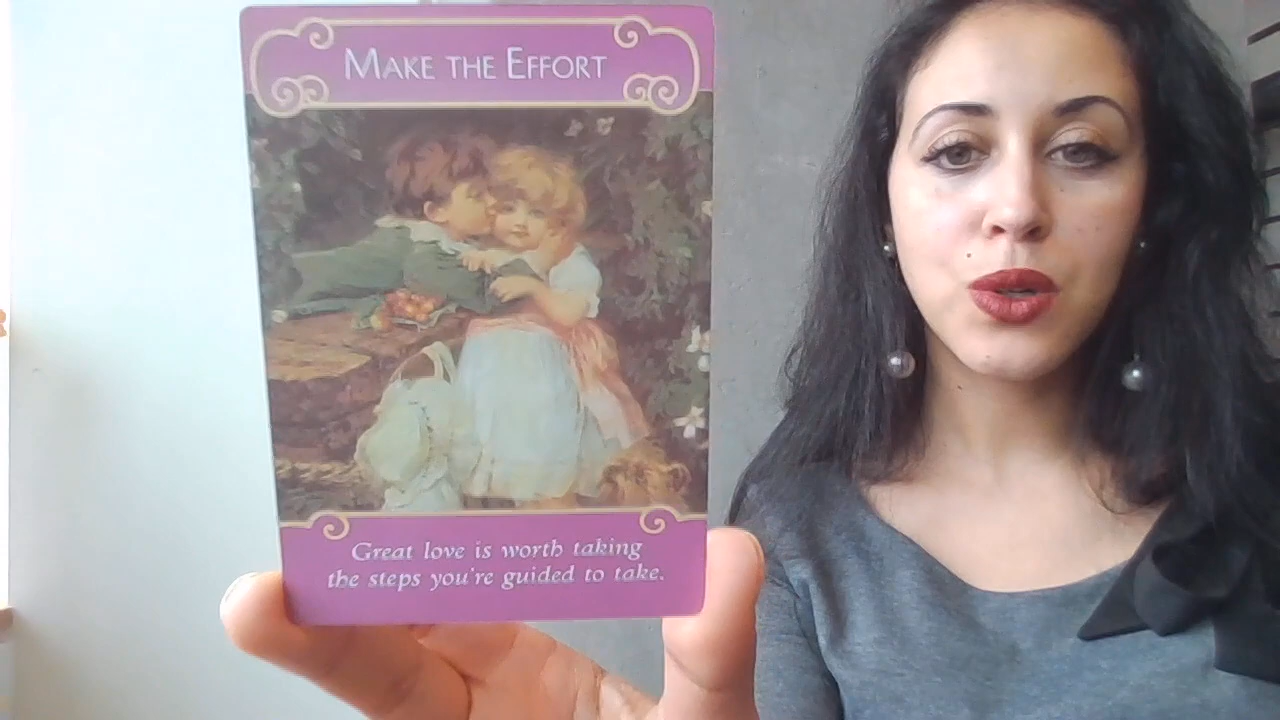 MAKE THE EFFORT
Great love is worth taking
the steps you're guided to take.